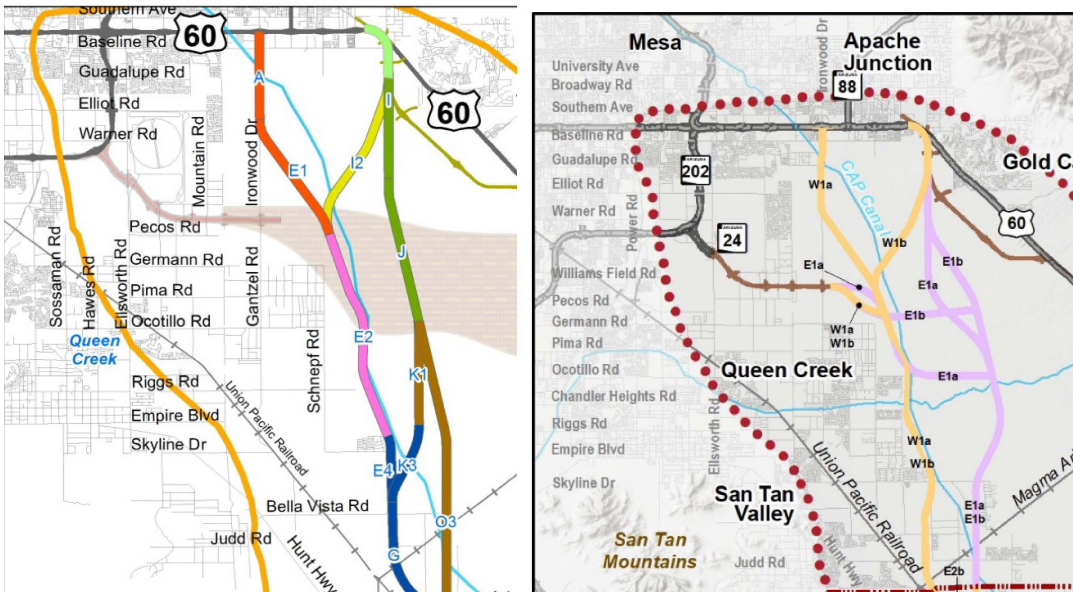 Southern Ave
Baseline Rd
60
Guadalupe Rd
Elliot Rd
Warner Rd
A
I
60
Mountain Rd
Ironwood Dr
E1
I2
Pecos Rd
Germann Rd
Pima Rd
Ocotillo Rd
Sossaman Rd
Hawes Rd
Ellsworth Rd
Gantzel Rd
J
E2
Queen
Creek
Schnepf Rd
Riggs Rd
Empire Blvd
Skyline Dr
Union Pacific Railroad
K1
E4
K3
Bella Vista Rd
O3
Judd Rd
Hunt Hwy
G
Mesa
Apache
Junction
Ironwood Dr
University Ave
Broadway Rd
Southern Ave
Baseline Rd
Guadalupe Rd
Elliot Rd
Warner Rd
ARIZONA
88
ARIZONA
202
ARIZONA
24
Power Rd
Gold Ca
60
CAP Canal
W1a
W1b
E1a
E1b
E1a
E1b
W1a
W1b
E1a
Williams Field Rd
Pecos Rd
Germann Rd
Pima Rd
Ocotillo Rd
Chandler Heights Rd
Riggs Rd
Empire Blvd
Skyline Dr
Queen Creek
Ellsworth Rd
W1a
W1b
Union Pacific Railroad
Magma Ari
San Tan
Valley
E1a
E1b
San Tan
Mountains
Judd Rd
Hunt Hwy
E2b